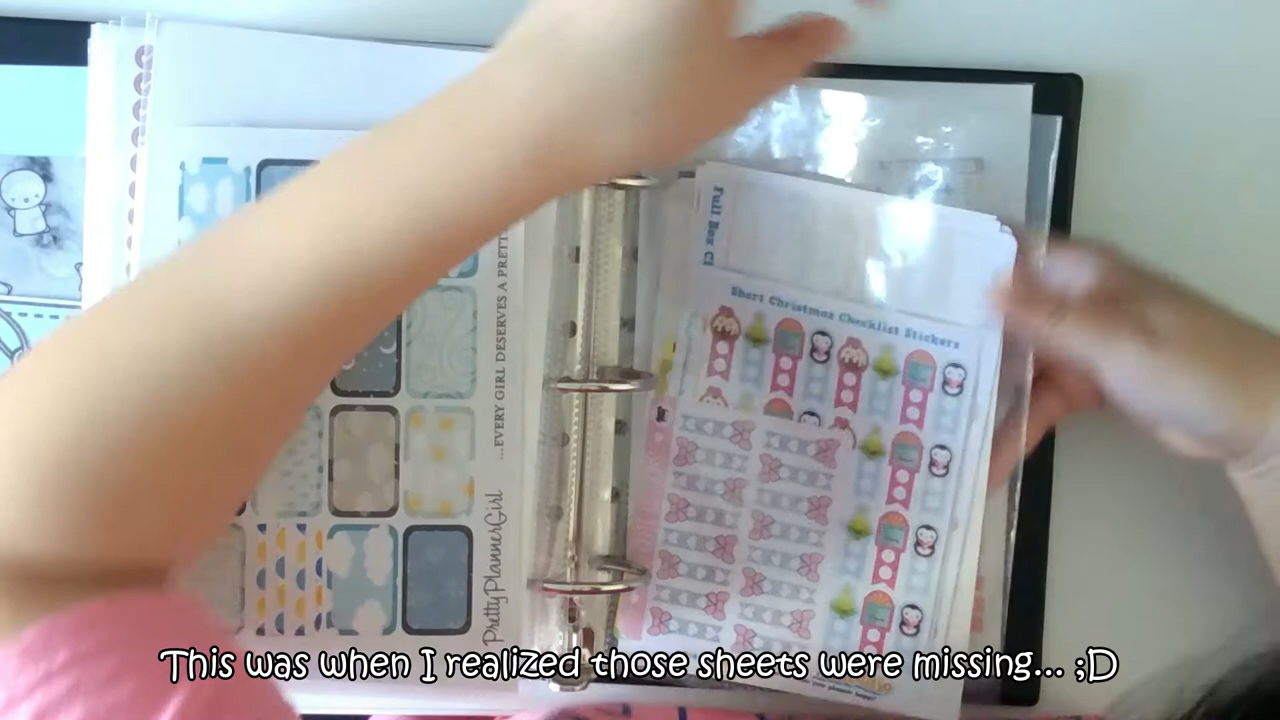 Full Box
Short Christmas Checklist Stickers
...EVERY GIRL DESERVES A PRETT
PrettyPlannerGirl
This was when I realized those sheets were missing... ;D